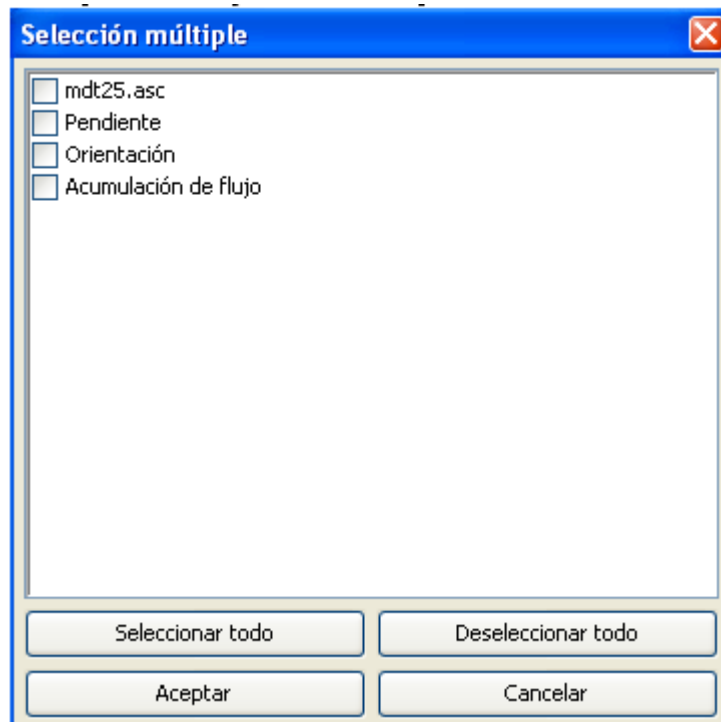 Selección múltiple
mdt25.asc
Pendiente
Orientación
Acumulación de flujo
Seleccionar todo
Deseleccionar todo
Aceptar
Cancelar